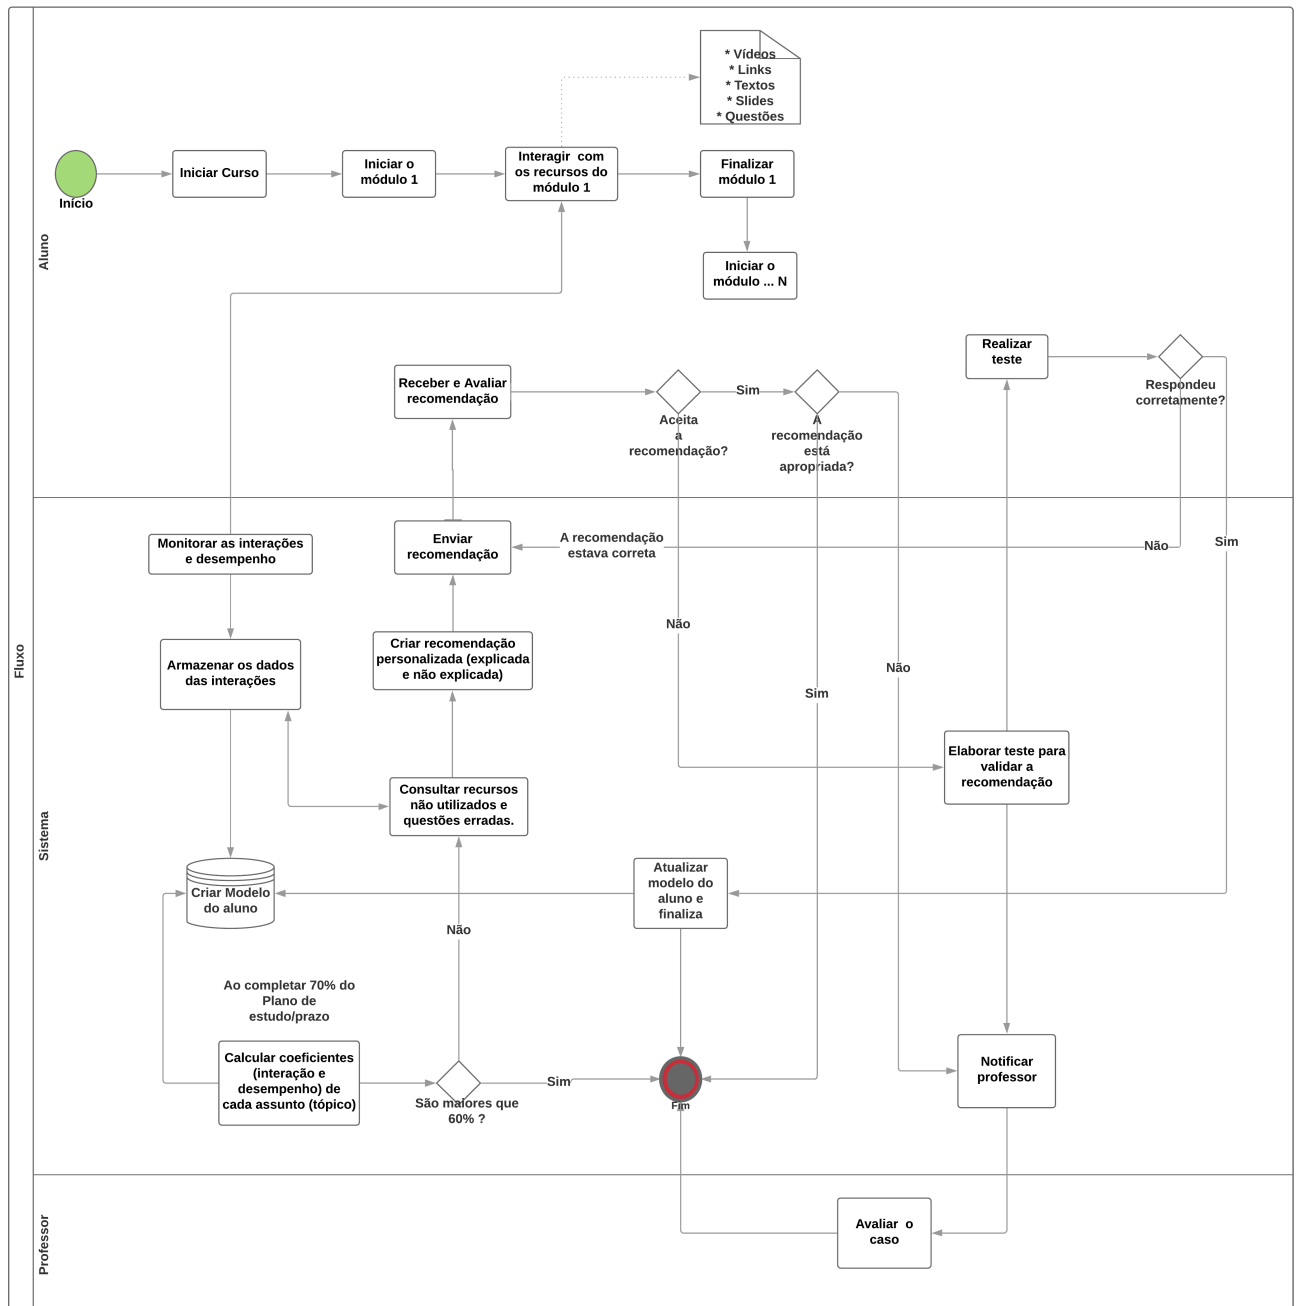 * Vídeos
* Links
* Textos
* Slides
* Questões
Início
Iniciar Curso
Iniciar o
módulo 1
Interagir com
os recursos do
módulo 1
Finalizar
módulo 1
Iniciar o
módulo ... N
Aluno
Receber e Avaliar
recomendação
Aceita
a
recomendação?
Sim
A
recomendação
está
apropriada?
Realizar
teste
Respondeu
corretamente?
Fluxo
Sistema
Monitorar as interações
e desempenho
Enviar
recomendação
A recomendação
estava correta
Não
Sim
Armazenar os dados
das interações
Criar recomendação
personalizada (explicada
e não explicada)
Não
Sim
Não
Consultar recursos
não utilizados e
questões erradas.
Elaborar teste para
validar a
recomendação
Criar Modelo
do aluno
Atualizar
modelo do
aluno e
finaliza
Não
Ao completar 70% do
Plano de
estudo/prazo
Calcular coeficientes
(interação e
desempenho) de
cada assunto (tópico)
São maiores que
60% ?
Sim
Fim
Notificar
professor
Professor
Avaliar o
caso